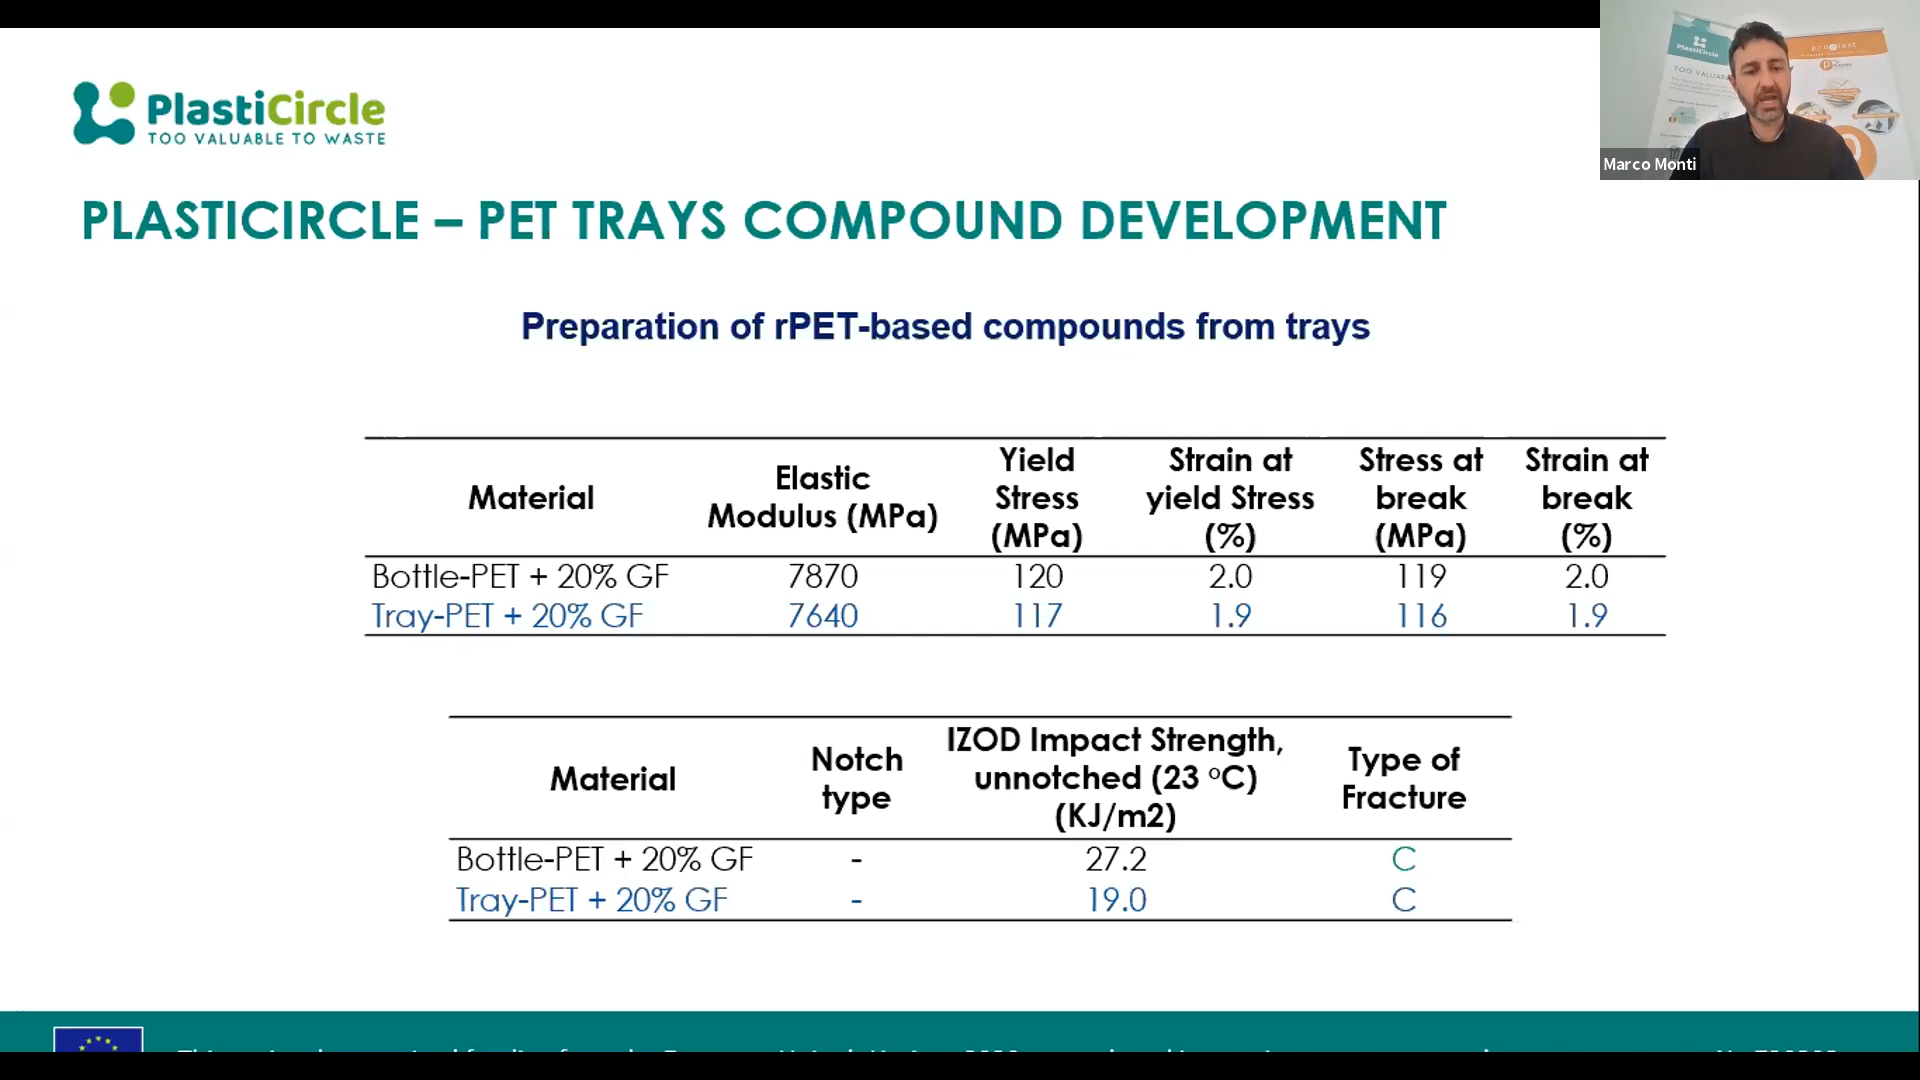 PlastiCircle
TOO VALUABLE TO WASTE
PlastiCircle
TOO VALUABLE
proplast
Marco Monti
PLASTICIRCLE – PET TRAYS COMPOUND DEVELOPMENT
Preparation of rPET-based compounds from trays
Material Elastic Modulus (MPa) Yield Stress (MPa) Strain at yield Stress (%) Stress at break (MPa) Strain at break (%)
Bottle-PET + 20% GF 7870 120 2.0 119 2.0
Tray-PET + 20% GF 7640 117 1.9 116 1.9
Material Notch type IZOD Impact Strength, unnotched (23 °C) (KJ/m2) Type of Fracture
Bottle-PET + 20% GF - 27.2 C
Tray-PET + 20% GF - 19.0 C